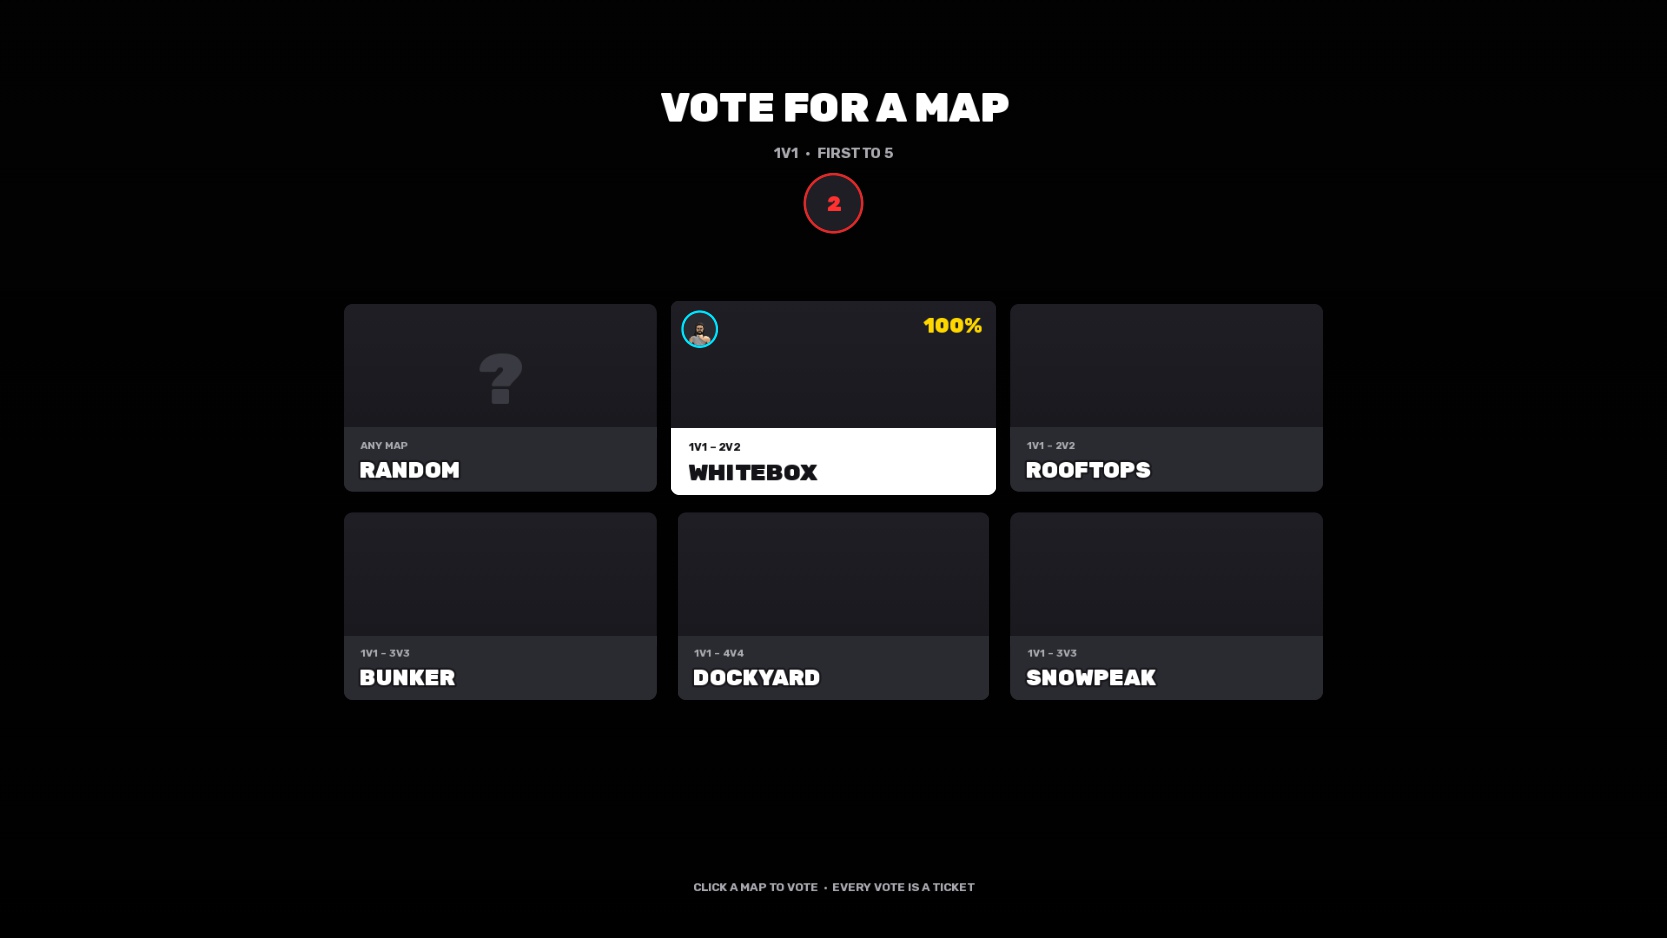 VOTE FOR A MAP
1V1 • FIRST TO 5
2
?
ANY MAP
RANDOM
100%
1V1 – 2V2
WHITEBOX
1V1 – 2V2
ROOFTOPS
1V1 – 3V3
BUNKER
1V1 – 4V4
DOCKYARD
1V1 – 3V3
SNOWPEAK
CLICK A MAP TO VOTE • EVERY VOTE IS A TICKET